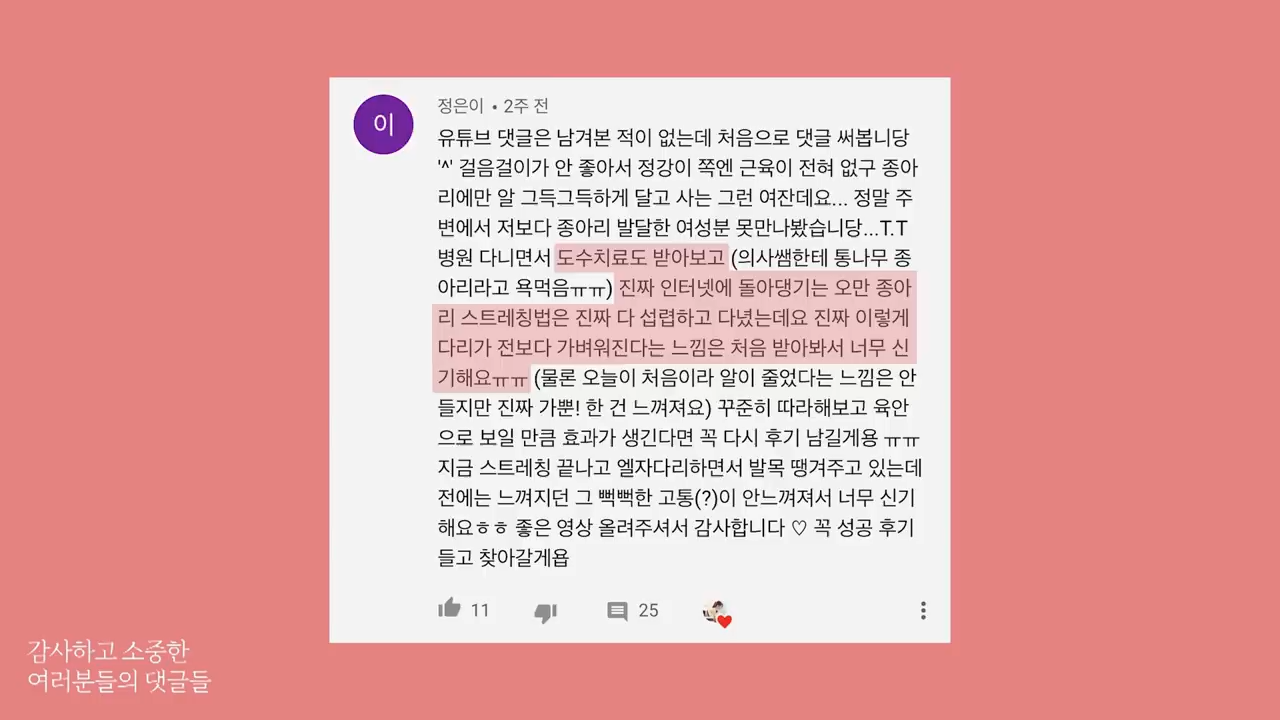 이
정은이 • 2주 전
유튜브 댓글은 남겨본 적이 없는데 처음으로 댓글 써봅니당
'^' 걸음걸이가 안 좋아서 정강이 쪽엔 근육이 전혀 없구 종아
리에만 알 그득그득하게 달고 사는 그런 여잔데요... 정말 주
변에서 저보다 종아리 발달한 여성분 못만나봤습니당...T.T
병원 다니면서 도수치료도 받아보고 (의사쌤한테 통나무 종
아리라고 욕먹음ㅠㅠ) 진짜 인터넷에 돌아댕기는 오만 종아
리 스트레칭법은 진짜 다 섭렵하고 다녔는데요 진짜 이렇게
다리가 전보다 가벼워진다는 느낌은 처음 받아봐서 너무 신
기해요ㅠㅠ (물론 오늘이 처음이라 알이 줄었다는 느낌은 안
들지만 진짜 가뿐! 한 건 느껴져요) 꾸준히 따라해보고 육안
으로 보일 만큼 효과가 생긴다면 꼭 다시 후기 남길게용 ㅠㅠ
지금 스트레칭 끝나고 엘자다리하면서 발목 땡겨주고 있는데
전에는 느껴지던 그 뻑뻑한 고통(?)이 안느껴져서 너무 신기
해요ㅎㅎ 좋은 영상 올려주셔서 감사합니다 ♡ 꼭 성공 후기
들고 찾아갈게욥
11 25
감사하고 소중한
여러분들의 댓글들